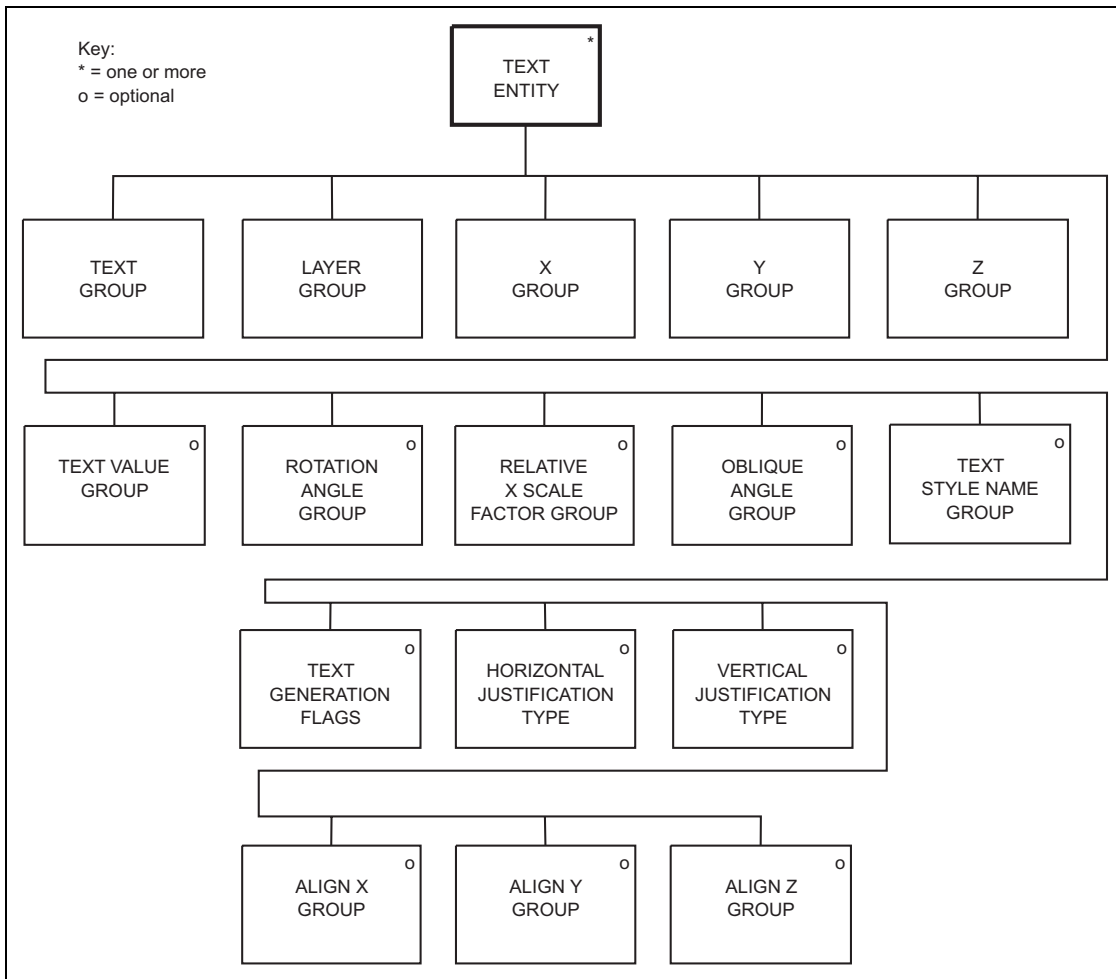 Key:
* = one or more
o = optional
*
TEXT
ENTITY
TEXT
GROUP
LAYER
GROUP
X
GROUP
Y
GROUP
Z
GROUP
o
TEXT VALUE
GROUP
o
ROTATION
ANGLE
GROUP
o
RELATIVE
X SCALE
FACTOR GROUP
o
OBLIQUE
ANGLE
GROUP
o
TEXT
STYLE NAME
GROUP
o
TEXT
GENERATION
FLAGS
o
HORIZONTAL
JUSTIFICATION
TYPE
o
VERTICAL
JUSTIFICATION
TYPE
o
ALIGN X
GROUP
o
ALIGN Y
GROUP
o
ALIGN Z
GROUP